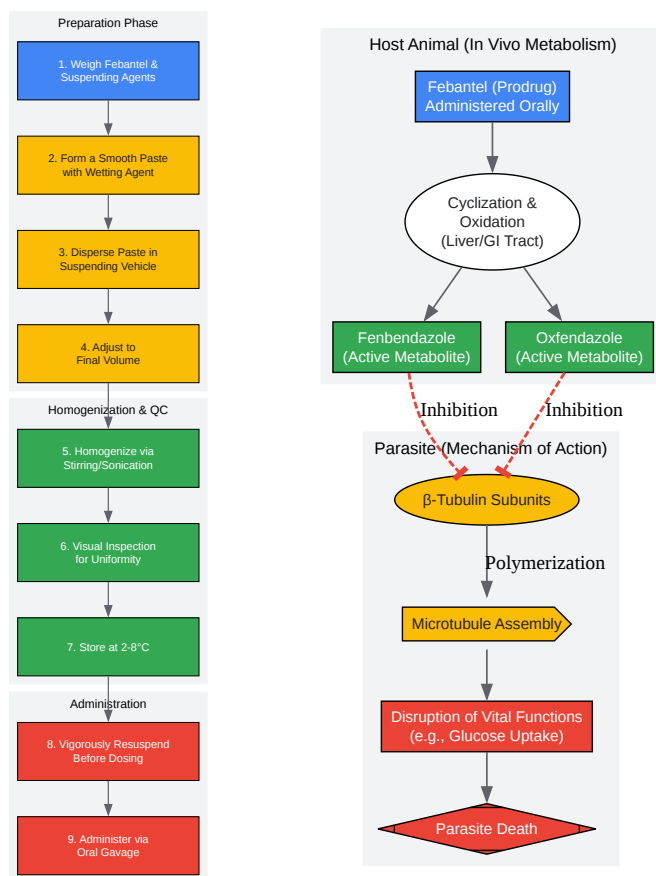 Preparation Phase
1. Weigh Febantel &
Suspending Agents
2. Form a Smooth Paste
with Wetting Agent
3. Disperse Paste in
Suspending Vehicle
4. Adjust to
Final Volume
Homogenization & QC
5. Homogenize via
Stirring/Sonication
6. Visual Inspection
for Uniformity
7. Store at 2-8°C
Administration
8. Vigorously Resuspend
Before Dosing
9. Administer via
Oral Gavage
Host Animal (In Vivo Metabolism)
Febantel (Prodrug)
Administered Orally
Cyclization &
Oxidation
(Liver/GI Tract)
Fenbendazole
(Active Metabolite)
Oxfendazole
(Active Metabolite)
Inhibition
Inhibition
Parasite (Mechanism of Action)
β-Tubulin Subunits
Polymerization
Microtubule Assembly
Disruption of Vital Functions
(e.g., Glucose Uptake)
Parasite Death